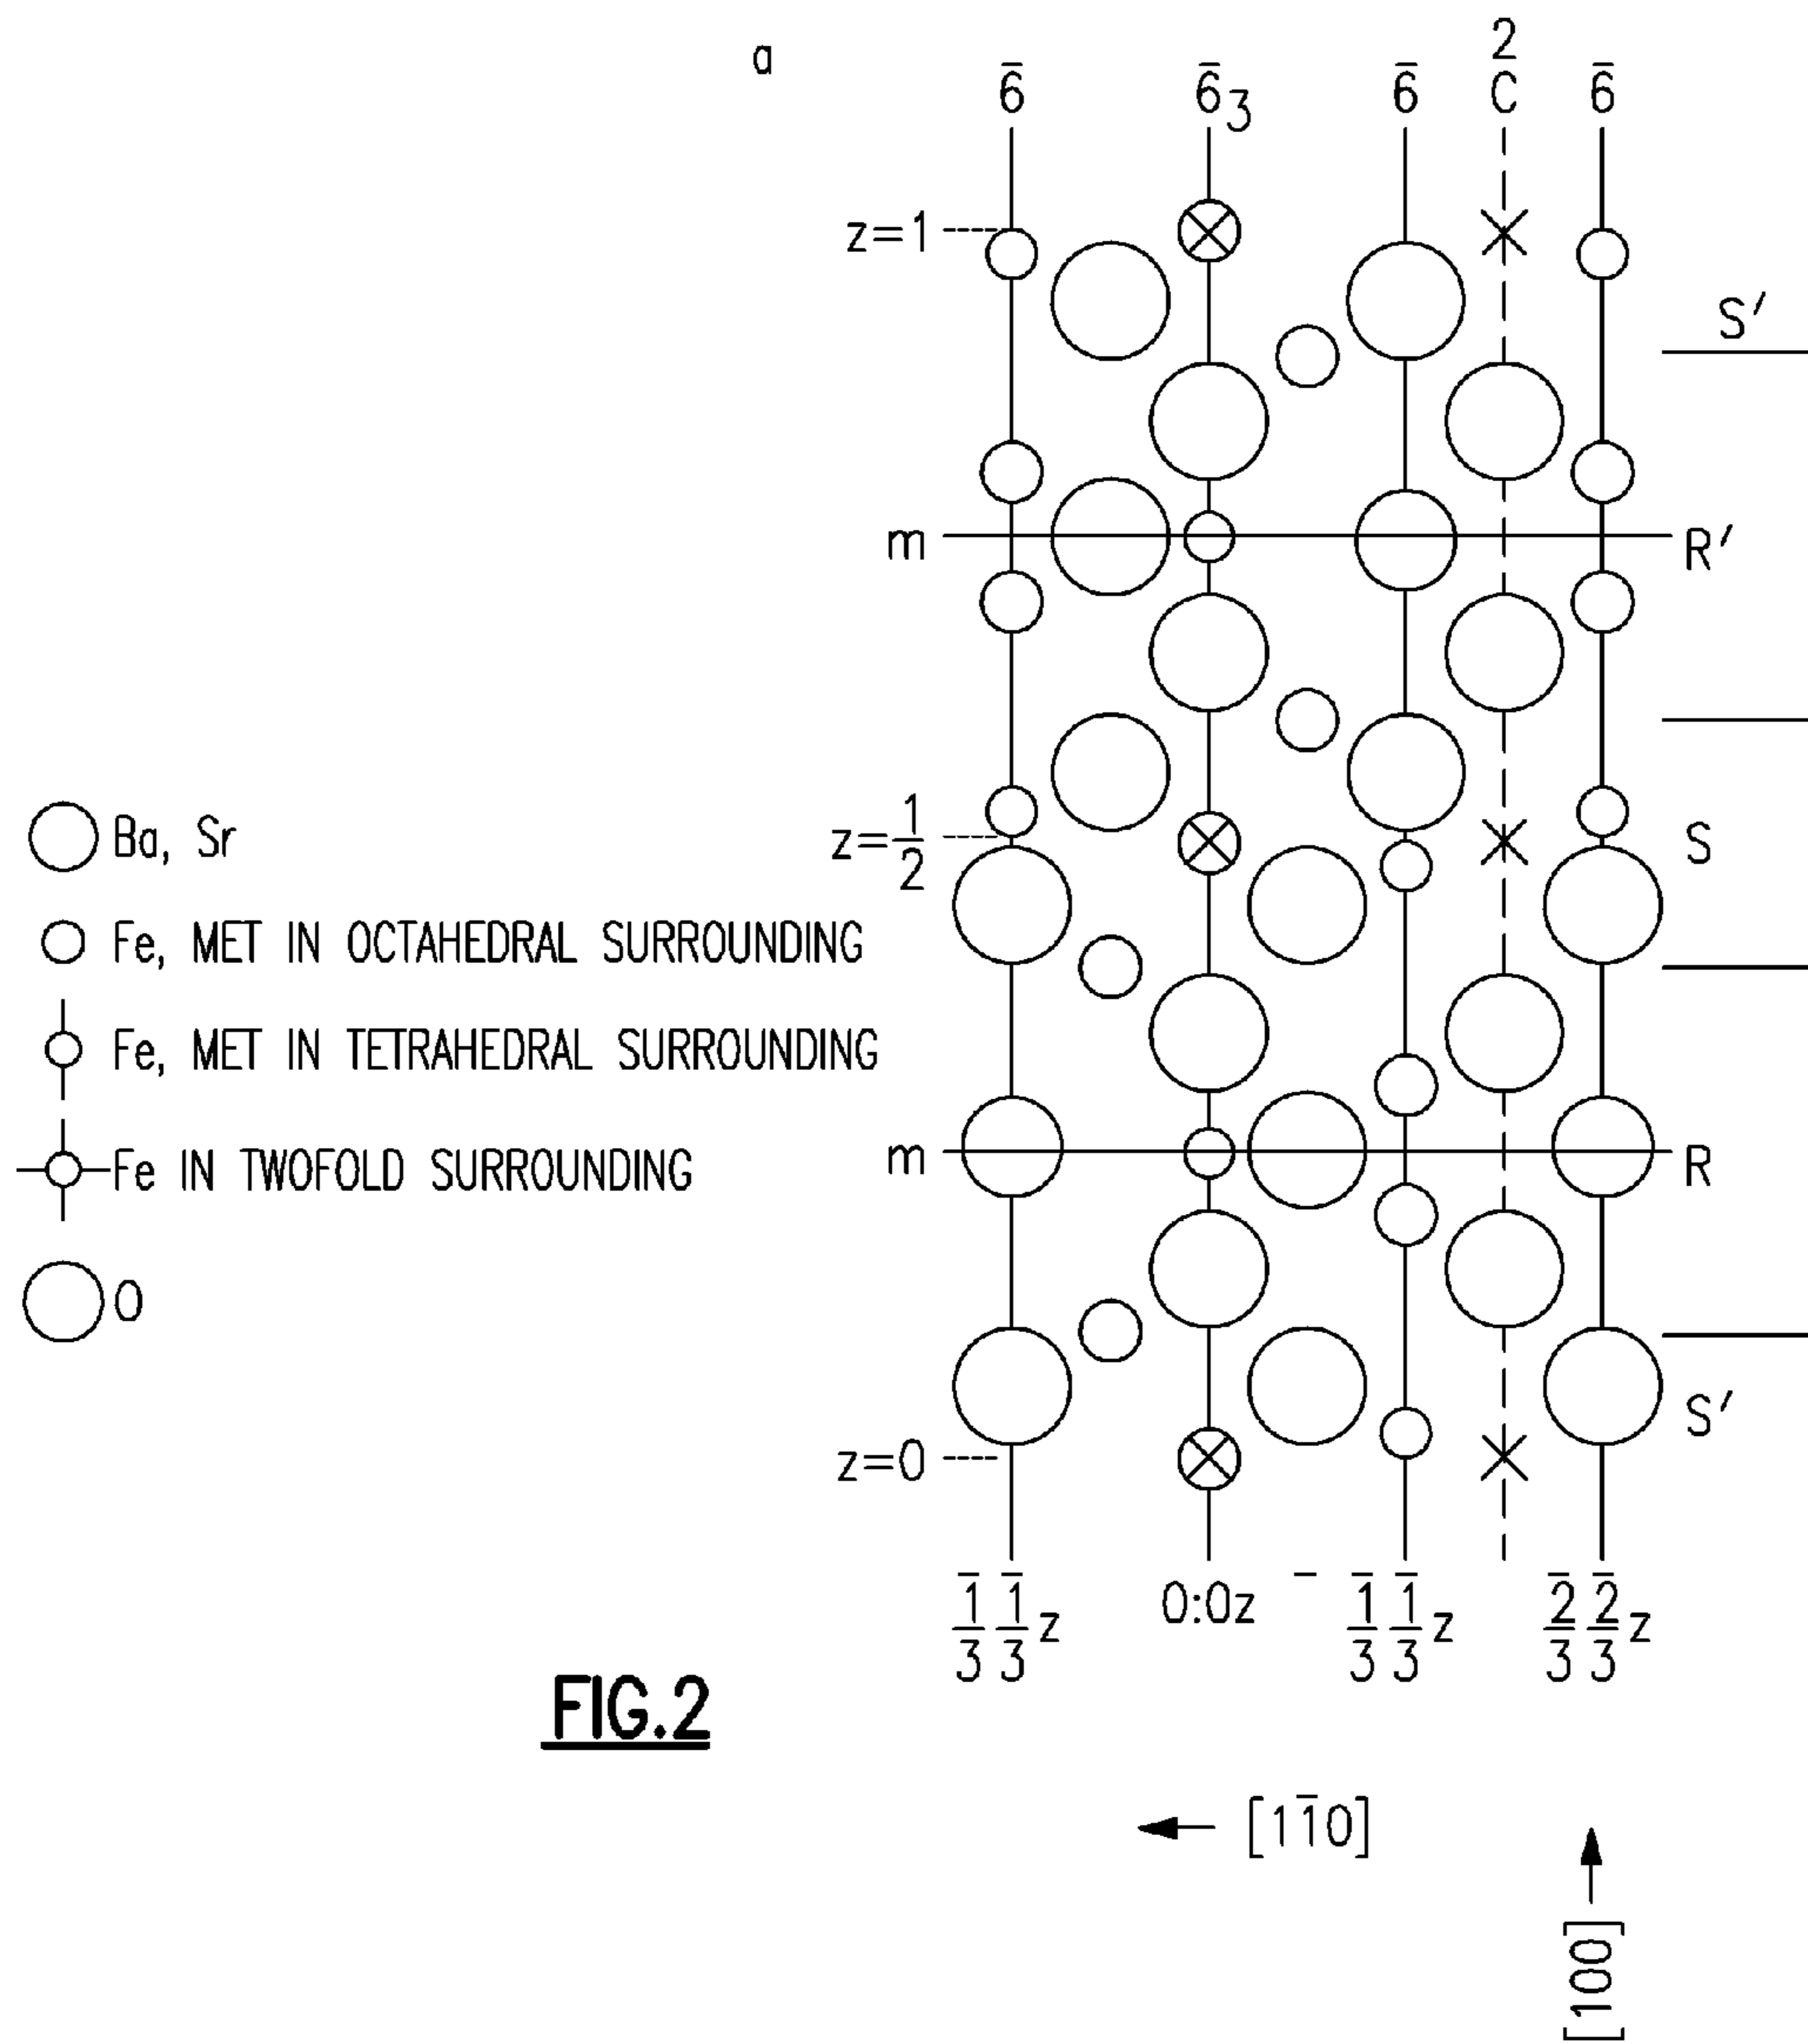 a
6̅ 6̅3 6̅ 2 C 6̅
z=1
S′
m R′
z=1/2 S
Ba, Sr
Fe, MET IN OCTAHEDRAL SURROUNDING
Fe, MET IN TETRAHEDRAL SURROUNDING
Fe IN TWOFOLD SURROUNDING
O
m R
S′
z=0
1̅/3 1̅/3 z 0:0z - 1̅/3 1̅/3 z 2̅/3 2̅/3 z
FIG.2
[11̅0]
[100]